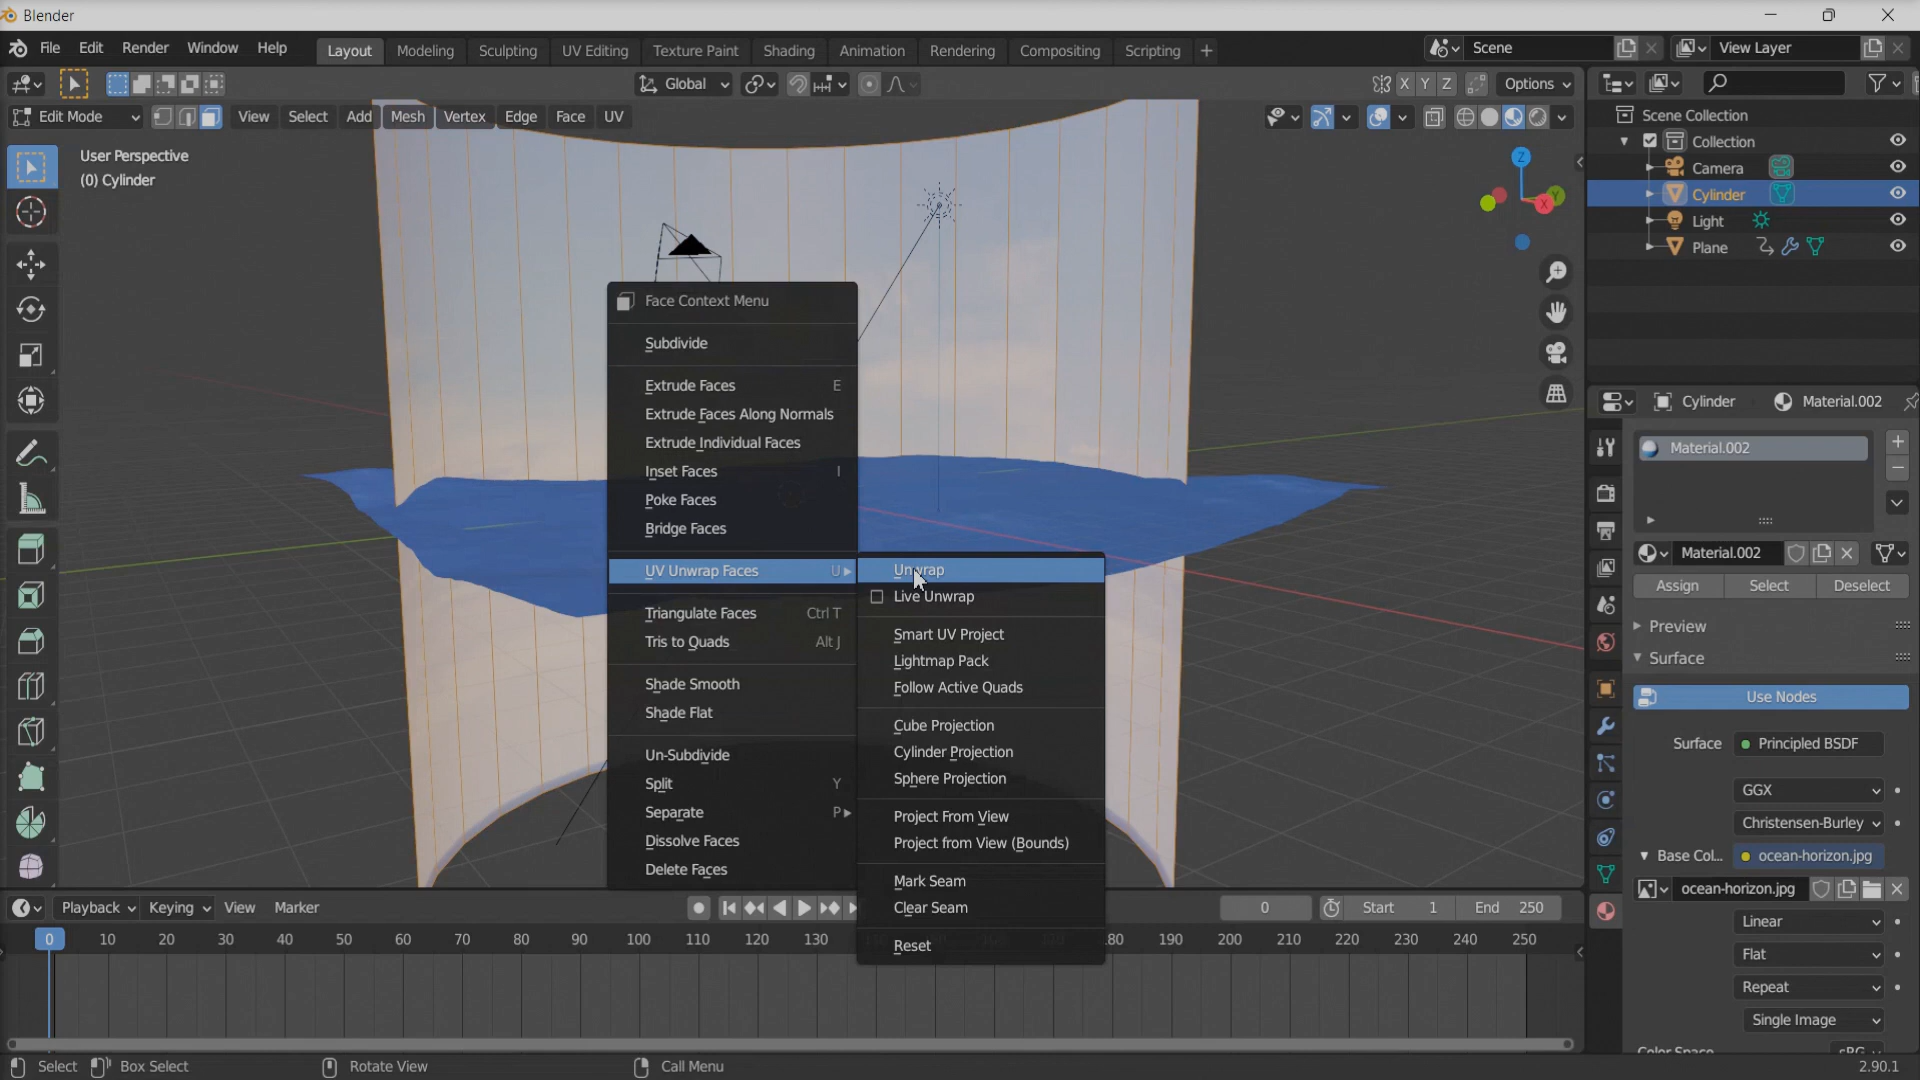 Blender
File Edit Render Window Help Layout Modeling Sculpting UV Editing Texture Paint Shading Animation Rendering Compositing Scripting + Scene View Layer
Global X Y Z Options
Edit Mode View Select Add Mesh Vertex Edge Face UV
User Perspective
(0) Cylinder
Z
Y
X
Scene Collection
Collection
Camera
Cylinder
Light
Plane
Face Context Menu
Subdivide
Extrude Faces E
Extrude Faces Along Normals
Extrude Individual Faces
Inset Faces I
Poke Faces
Bridge Faces
UV Unwrap Faces U
Triangulate Faces Ctrl T
Tris to Quads Alt J
Shade Smooth
Shade Flat
Un-Subdivide
Split Y
Separate P
Dissolve Faces
Delete Faces
Unwrap
Live Unwrap
Smart UV Project
Lightmap Pack
Follow Active Quads
Cube Projection
Cylinder Projection
Sphere Projection
Project From View
Project from View (Bounds)
Mark Seam
Clear Seam
Reset
Cylinder Material.002
Material.002
Material.002
Assign Select Deselect
Preview
Surface
Use Nodes
Surface Principled BSDF
GGX
Christensen-Burley
Base Col... ocean-horizon.jpg
ocean-horizon.jpg
Linear
Flat
Repeat
Single Image
Color Space
Playback Keying View Marker 0 Start 1 End 250
0 10 20 30 40 50 60 70 80 90 100 110 120 130 180 190 200 210 220 230 240 250
Select Box Select Rotate View Call Menu 2.90.1